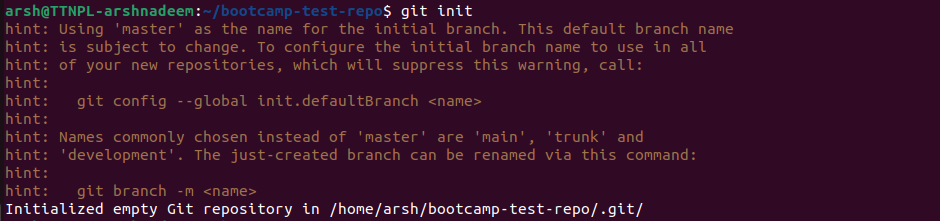 arsh@TTNPL-arshnadeem:~/bootcamp-test-repo$ git init
hint: Using 'master' as the name for the initial branch. This default branch name
hint: is subject to change. To configure the initial branch name to use in all
hint: of your new repositories, which will suppress this warning, call:
hint:
hint:   git config --global init.defaultBranch <name>
hint:
hint: Names commonly chosen instead of 'master' are 'main', 'trunk' and
hint: 'development'. The just-created branch can be renamed via this command:
hint:
hint:   git branch -m <name>
Initialized empty Git repository in /home/arsh/bootcamp-test-repo/.git/